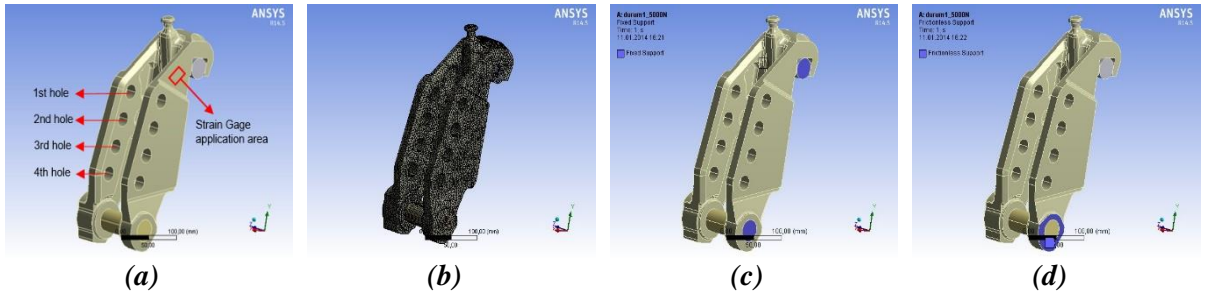 ANSYS
R14.5
1st hole
2nd hole
3rd hole
4th hole
Strain Gage
application area
100,00 (mm)
50,00
(a)
ANSYS
R14.5
100,00 (mm)
50,00
(b)
A: durum1_5000N
Fixed Support
Time: 1, s
11.01.2014 16:21
Fixed Support
ANSYS
R14.5
100,00 (mm)
50,00
(c)
A: durum1_5000N
Frictionless Support
Time: 1, s
11.01.2014 16:22
Frictionless Support
ANSYS
R14.5
100,00 (mm)
(d)